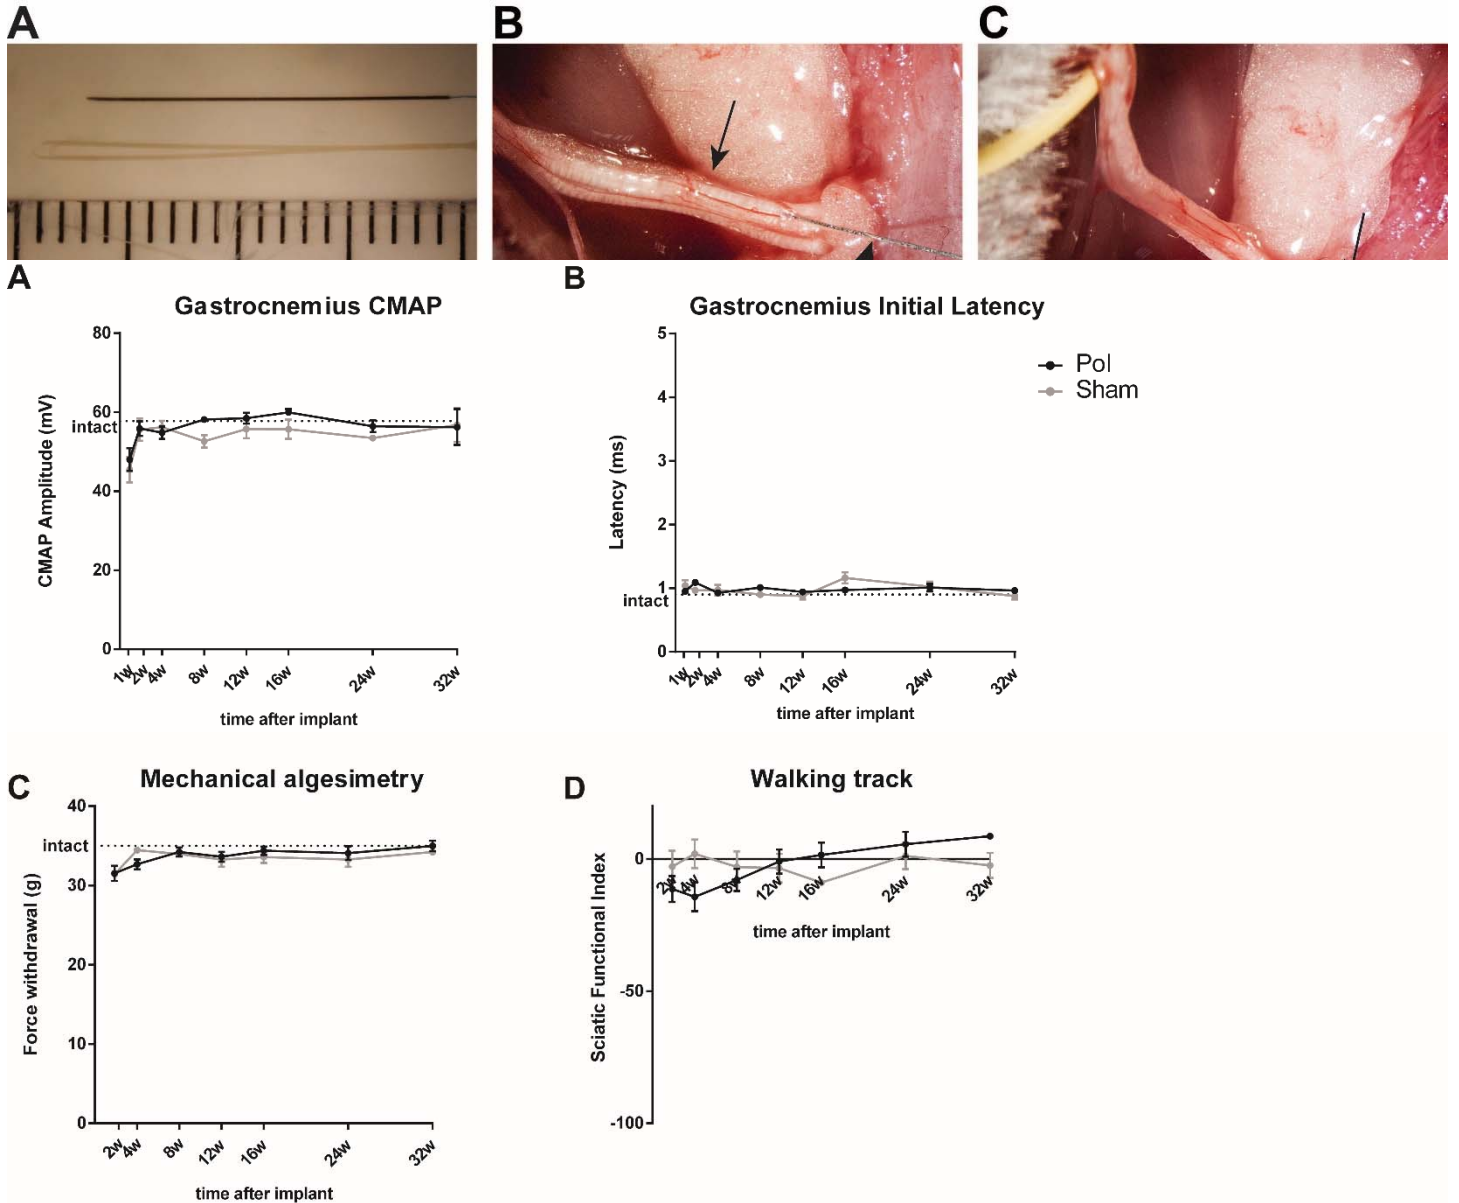 A
B
C
A
Gastrocnemius CMAP
CMAP Amplitude (mV)
80
60
intact
40
20
0
1w 2w 4w 8w 12w 16w 24w 32w
time after implant
B
Gastrocnemius Initial Latency
Latency (ms)
5
4
3
2
1
intact
0
1w 2w 4w 8w 12w 16w 24w 32w
time after implant
Pol
Sham
C
Mechanical algesimetry
Force withdrawal (g)
40
intact
30
20
10
0
2w 4w 8w 12w 16w 24w 32w
time after implant
D
Walking track
Sciatic Functional Index
0
2w 4w 8w 12w 16w 24w 32w
time after implant
-50
-100